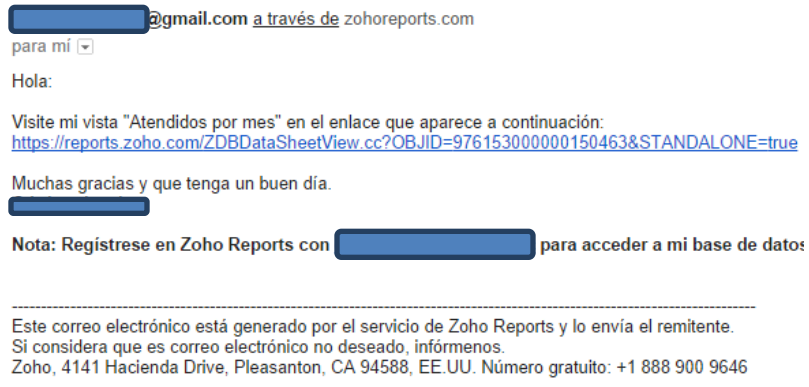 @gmail.com a través de zohoreports.com
para mí
Hola:
Visite mi vista "Atendidos por mes" en el enlace que aparece a continuación:
https://reports.zoho.com/ZDBDataSheetView.cc?OBJID=976153000000150463&STANDALONE=true
Muchas gracias y que tenga un buen día.
Nota: Regístrese en Zoho Reports con para acceder a mi base de datos
Este correo electrónico está generado por el servicio de Zoho Reports y lo envía el remitente.
Si considera que es correo electrónico no deseado, infórmenos.
Zoho, 4141 Hacienda Drive, Pleasanton, CA 94588, EE.UU. Número gratuito: +1 888 900 9646